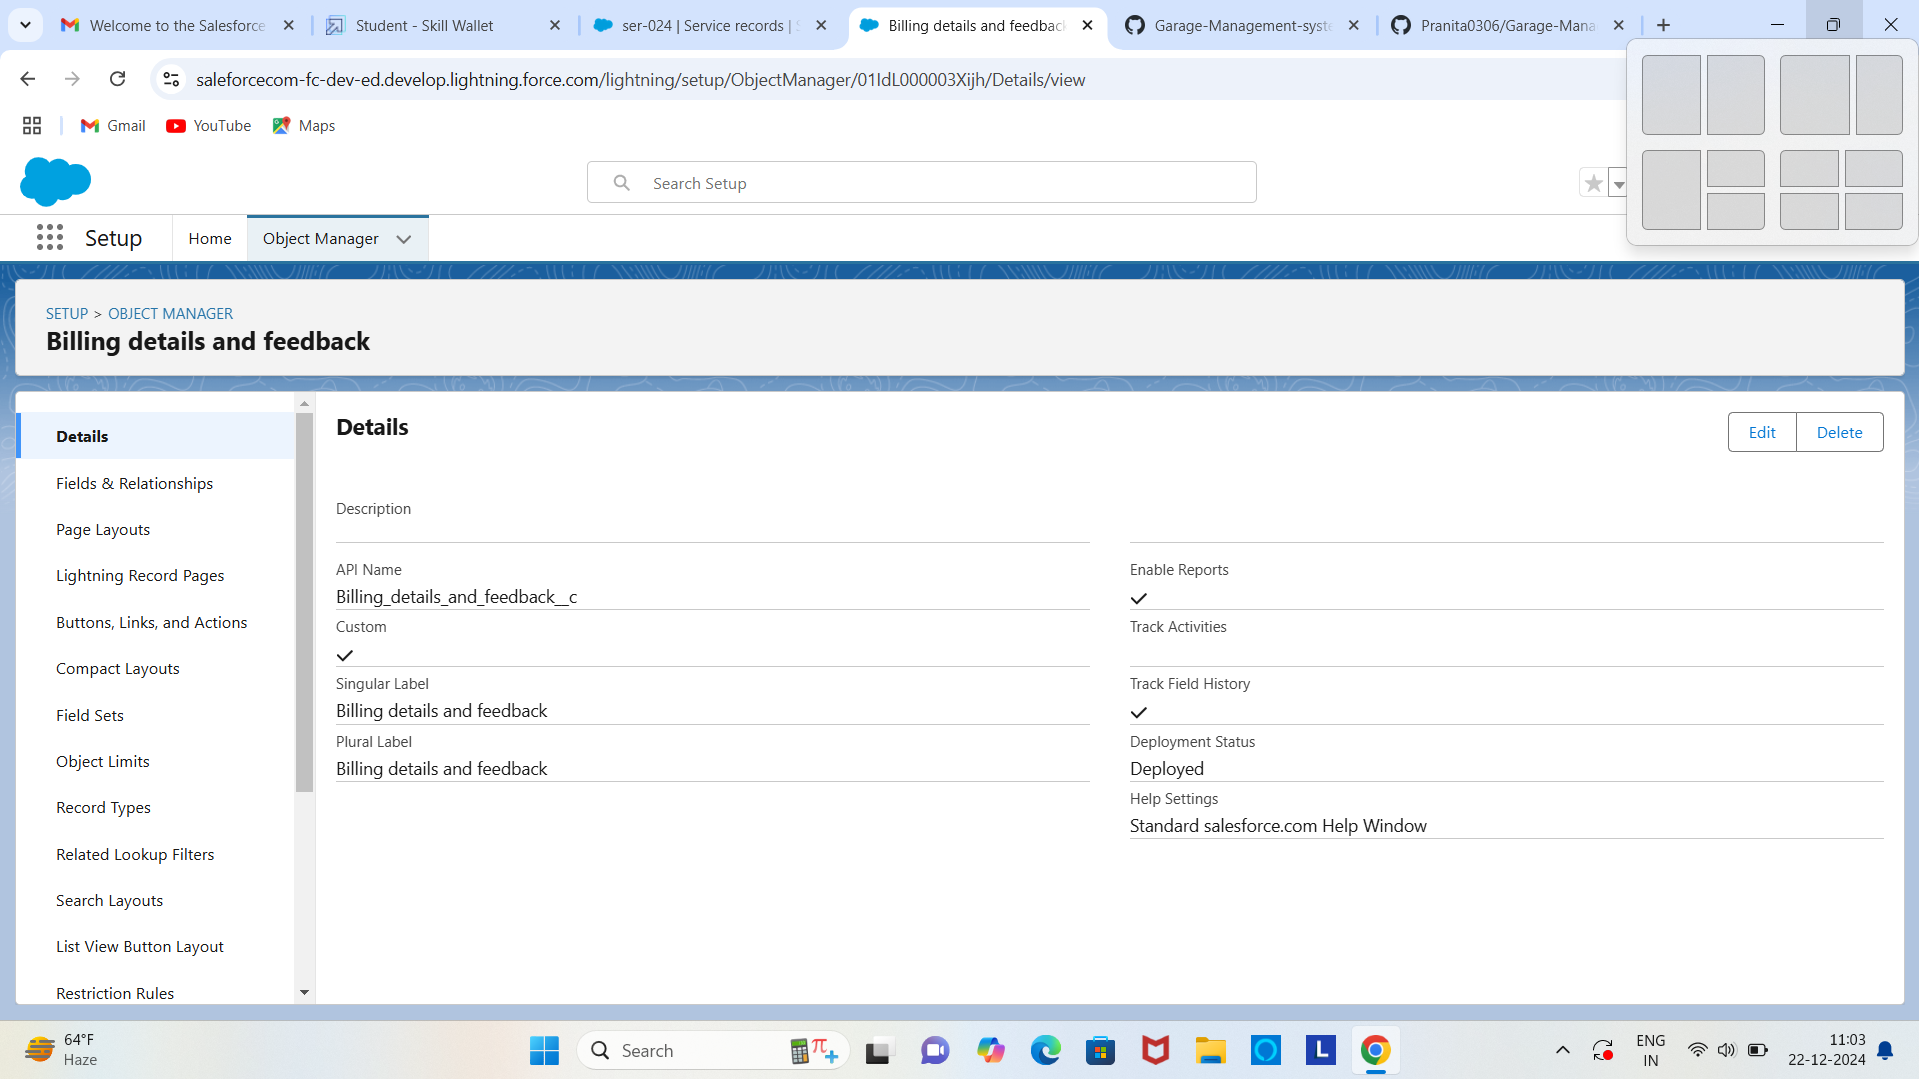 Welcome to the Salesforce
Student - Skill Wallet
ser-024 | Service records |
Billing details and feedback
Garage-Management-syste
Pranita0306/Garage-Mana
saleforcecom-fc-dev-ed.develop.lightning.force.com/lightning/setup/ObjectManager/01IdL000003Xijh/Details/view
Gmail
YouTube
Maps
Search Setup
Setup
Home
Object Manager
SETUP > OBJECT MANAGER
Billing details and feedback
Details
Fields & Relationships
Page Layouts
Lightning Record Pages
Buttons, Links, and Actions
Compact Layouts
Field Sets
Object Limits
Record Types
Related Lookup Filters
Search Layouts
List View Button Layout
Restriction Rules
Details
Edit
Delete
Description
API Name
Billing_details_and_feedback__c
Custom
Singular Label
Billing details and feedback
Plural Label
Billing details and feedback
Enable Reports
Track Activities
Track Field History
Deployment Status
Deployed
Help Settings
Standard salesforce.com Help Window
64°F
Haze
Search
L
ENG
IN
11:03
22-12-2024